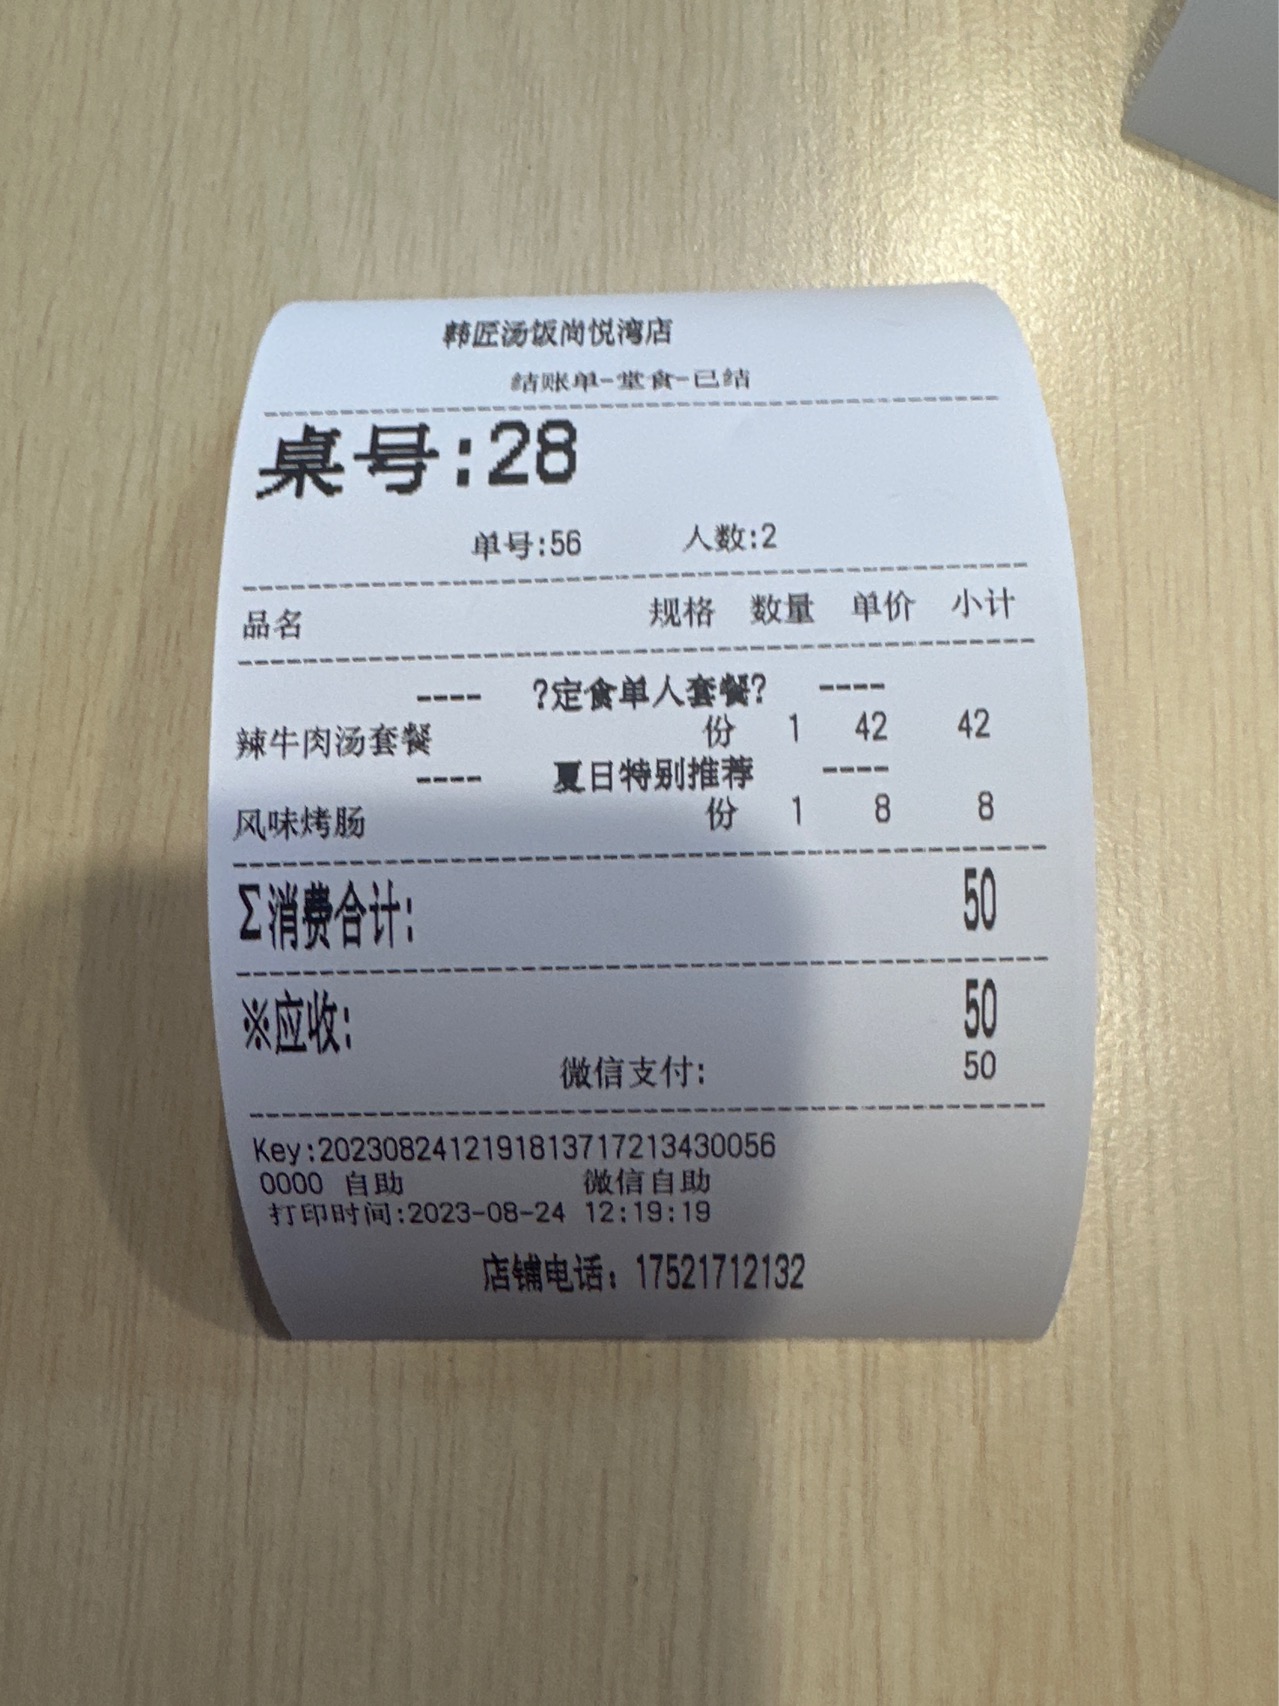 韩匠汤饭尚悦湾店
结账单-堂食-已结
桌号:28
单号:56 人数:2
品名 规格 数量 单价 小计
---- ?定食单人套餐? ----
辣牛肉汤套餐 份 1 42 42
---- 夏日特别推荐 ----
风味烤肠 份 1 8 8
Σ消费合计: 50
※应收: 50
微信支付: 50
Key:20230824121918137172134300​56
0000 自助 微信自助
打印时间:2023-08-24 12:19:19
店铺电话：17521712132